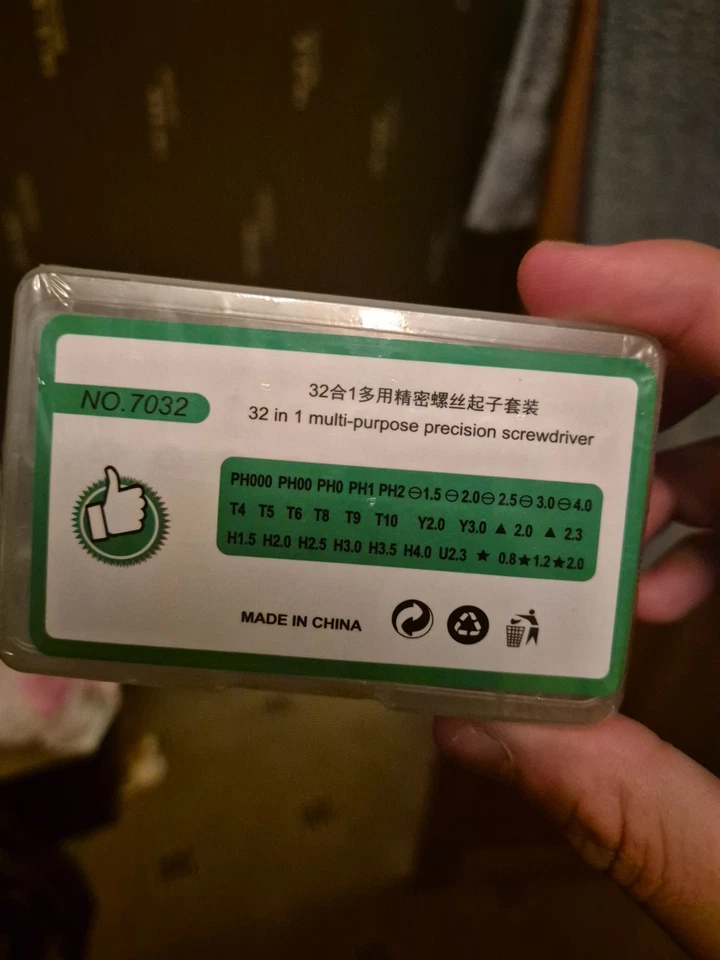 NO.7032
32合1多用精密螺丝起子套装
32 in 1 multi-purpose precision screwdriver
PH000 PH00 PH0 PH1 PH2 ⊖1.5 ⊖2.0 ⊖2.5 ⊖3.0 ⊖4.0
T4 T5 T6 T8 T9 T10 Y2.0 Y3.0 ▲ 2.0 ▲ 2.3
H1.5 H2.0 H2.5 H3.0 H3.5 H4.0 U2.3 ★ 0.8★1.2★2.0
MADE IN CHINA